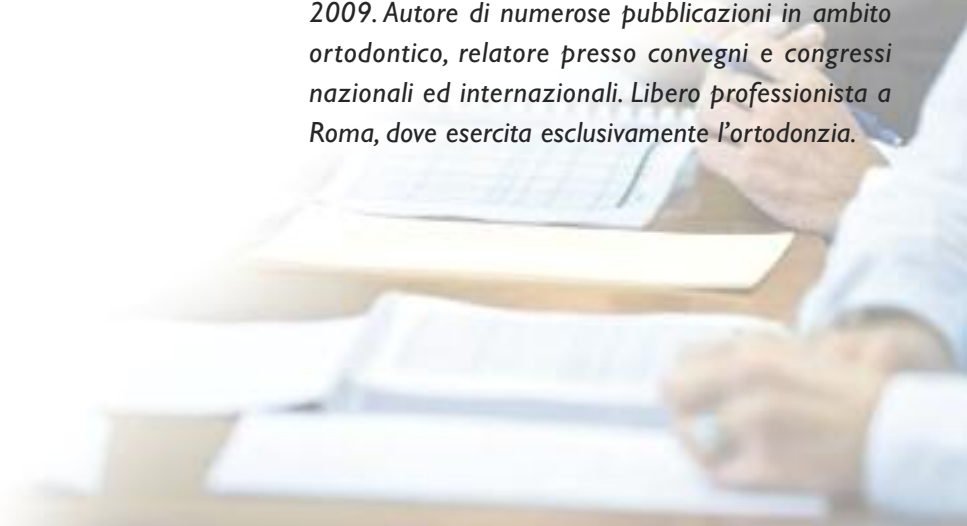 2009. Autore di numerose pubblicazioni in ambito
ortodontico, relatore presso convegni e congressi
nazionali ed internazionali. Libero professionista a
Roma, dove esercita esclusivamente l’ortodonzia.